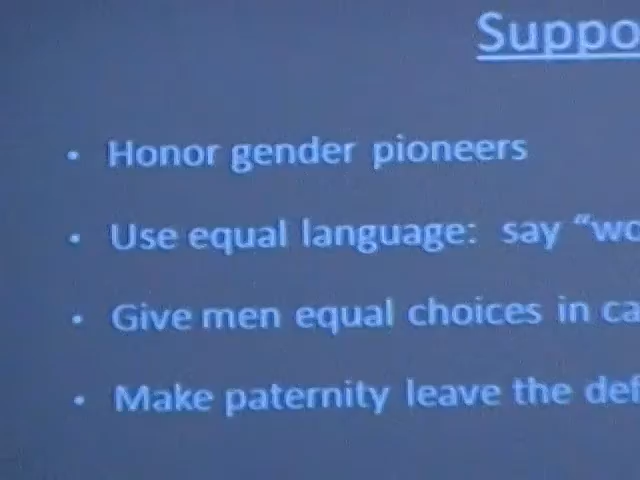 Suppo
• Honor gender pioneers
• Use equal language: say “wo
• Give men equal choices in ca
• Make paternity leave the def